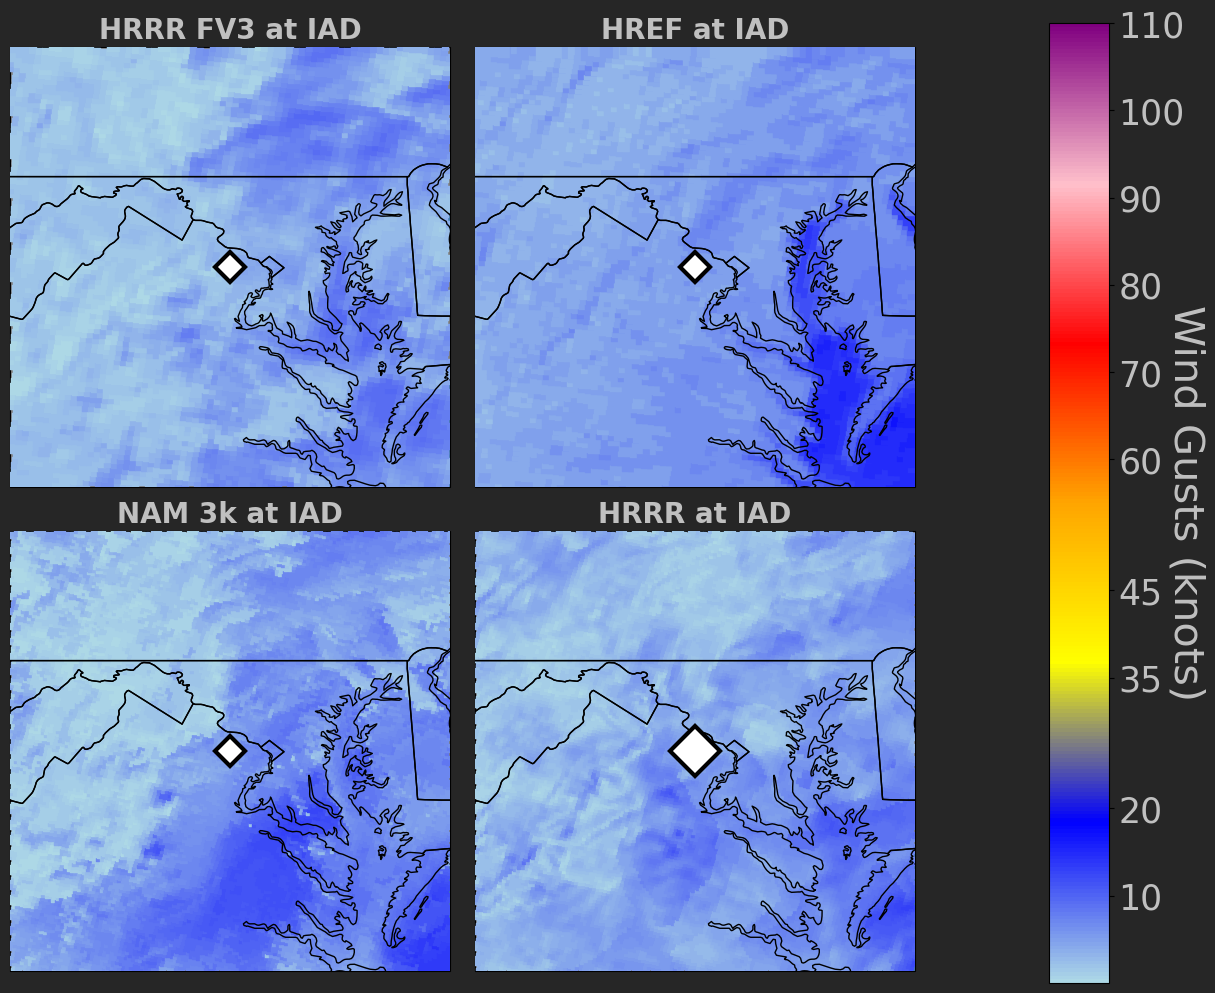 HRRR FV3 at IAD
HREF at IAD
NAM 3k at IAD
HRRR at IAD
110
100
90
80
70
60
45
35
20
10
Wind Gusts (knots)